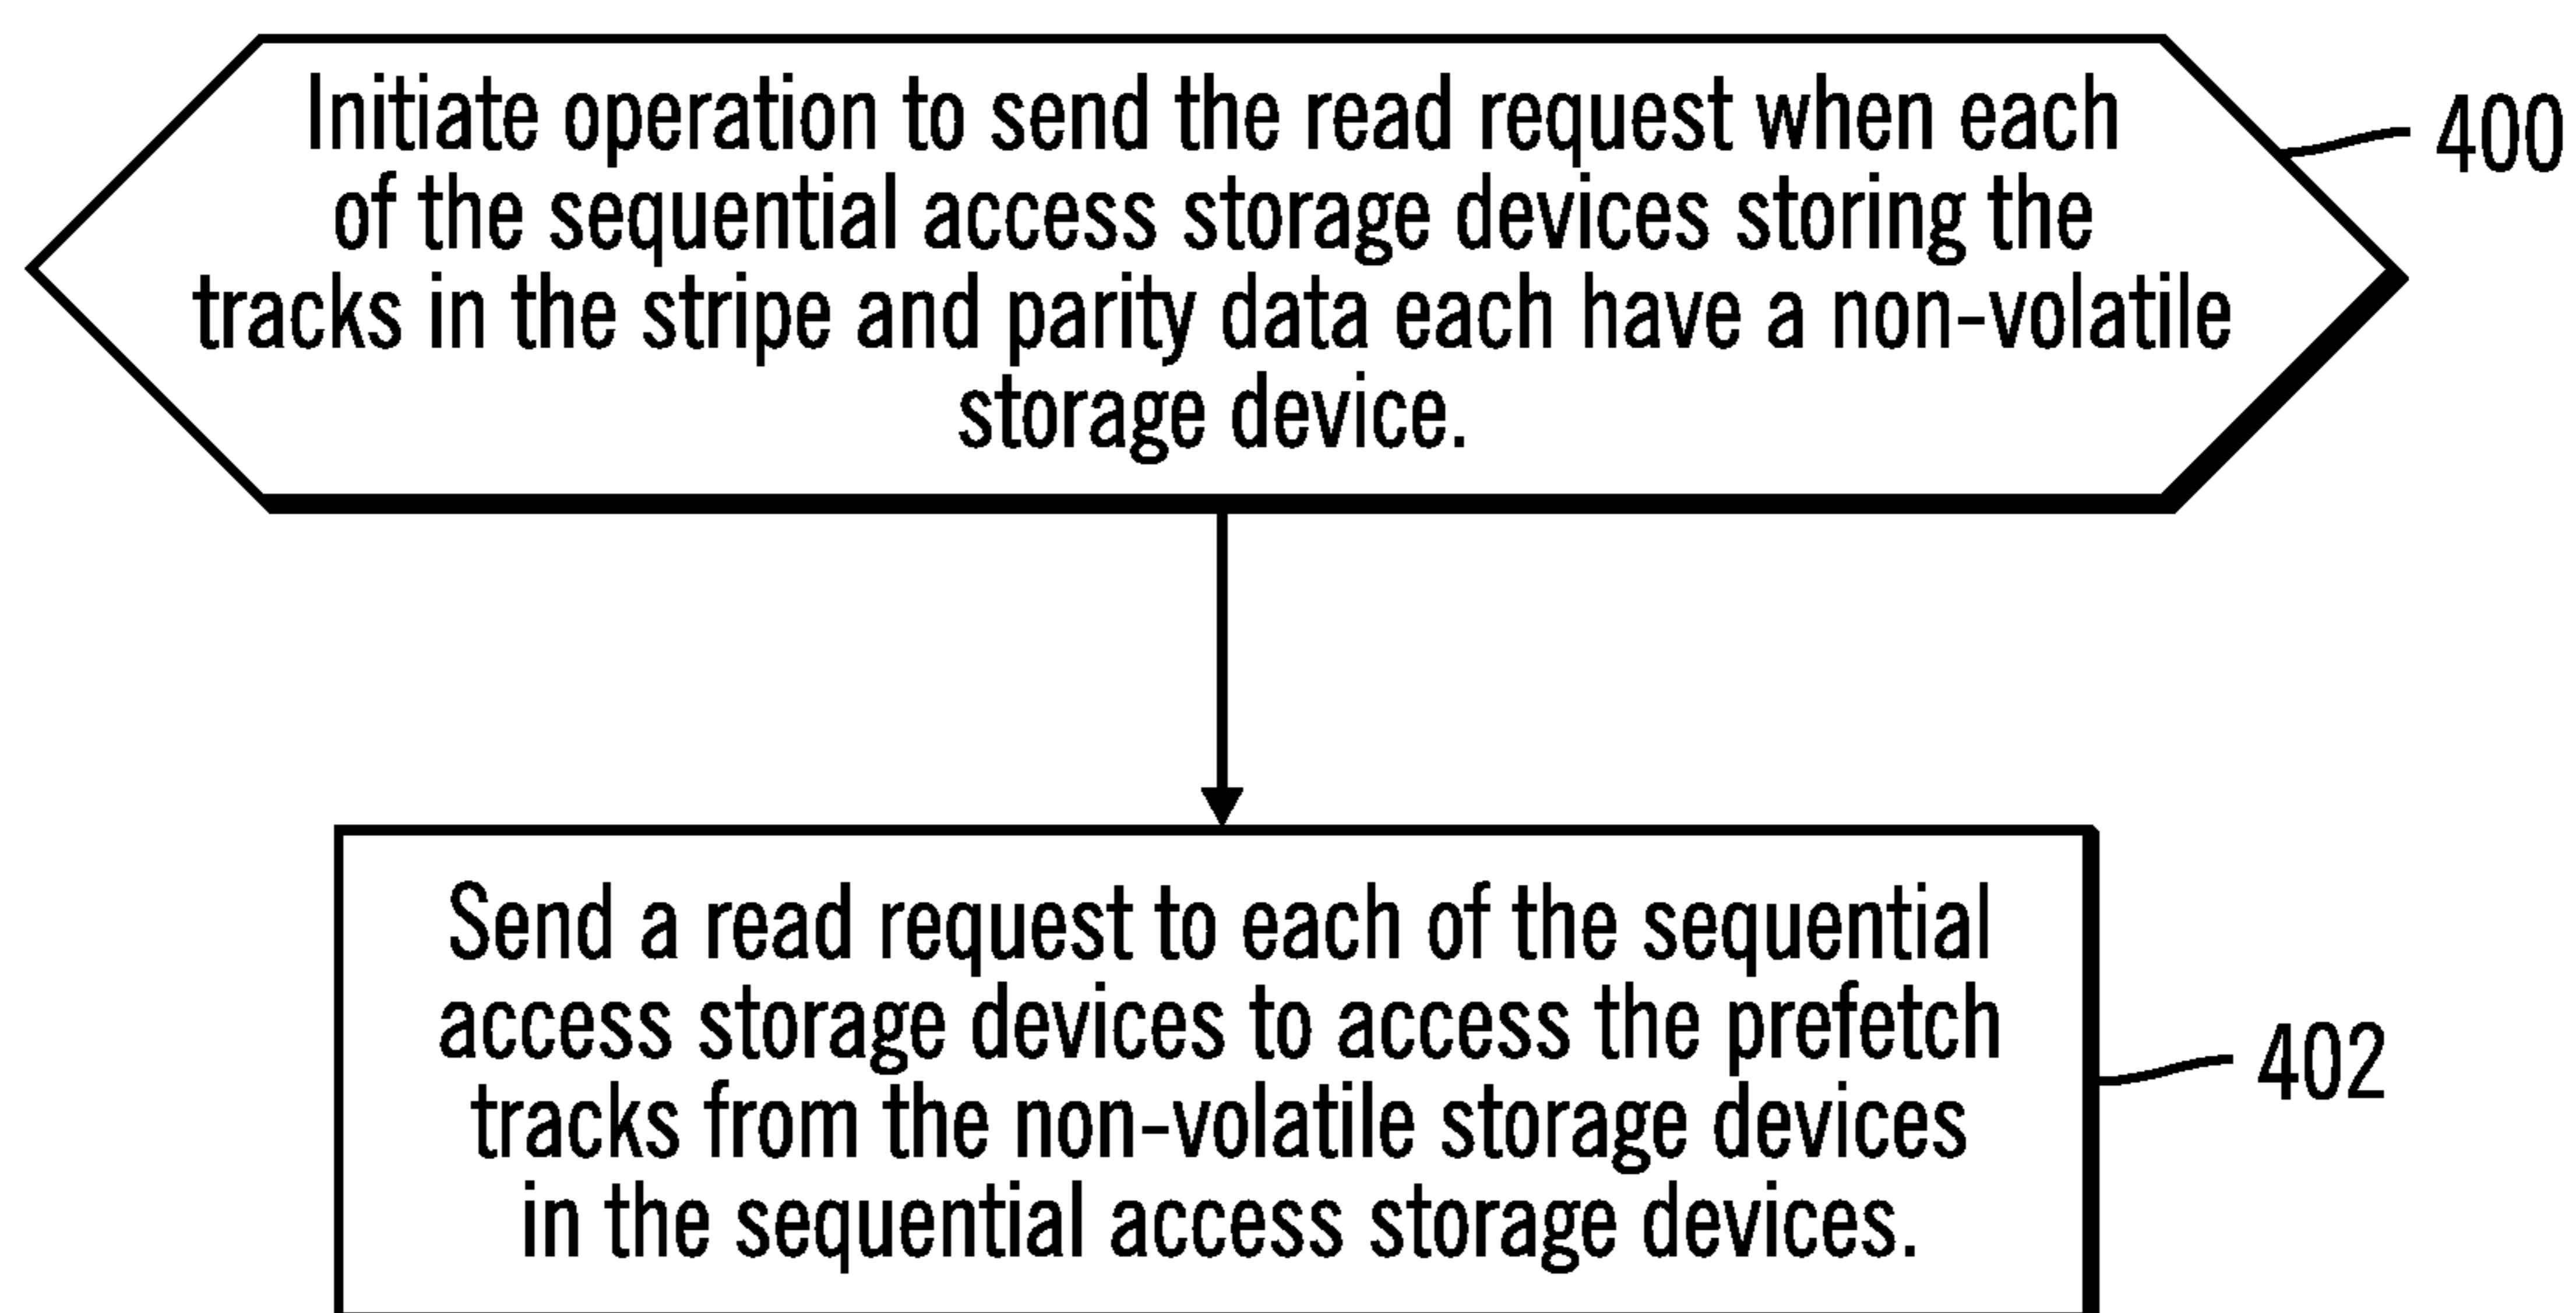 Initiate operation to send the read request when each
of the sequential access storage devices storing the
tracks in the stripe and parity data each have a non-volatile
storage device.
400
Send a read request to each of the sequential
access storage devices to access the prefetch
tracks from the non-volatile storage devices
in the sequential access storage devices.
402